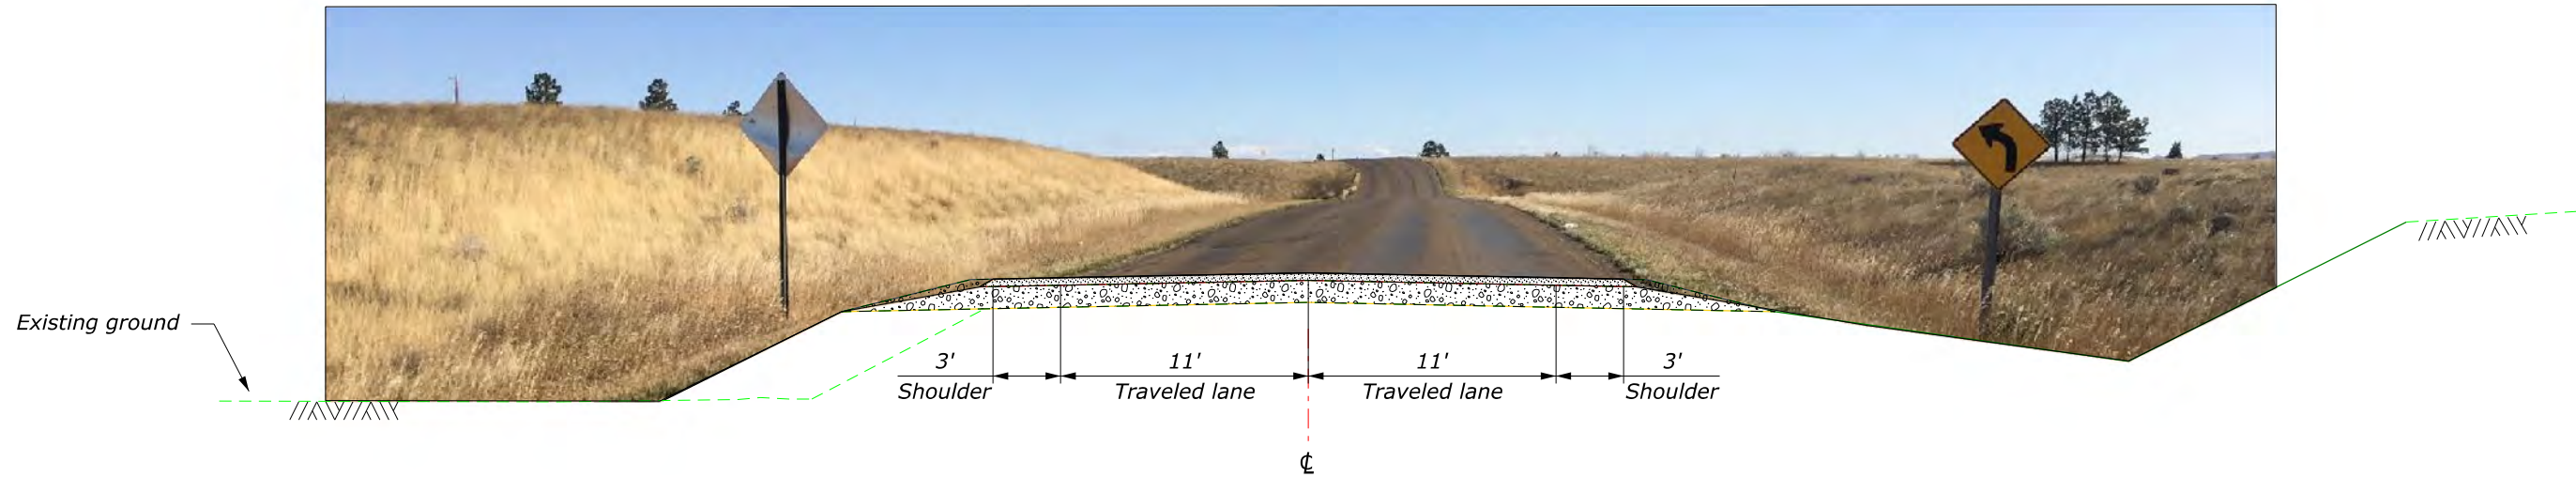 Existing ground
3'
11'
11'
3'
Shoulder
Traveled lane
Traveled lane
Shoulder
℄